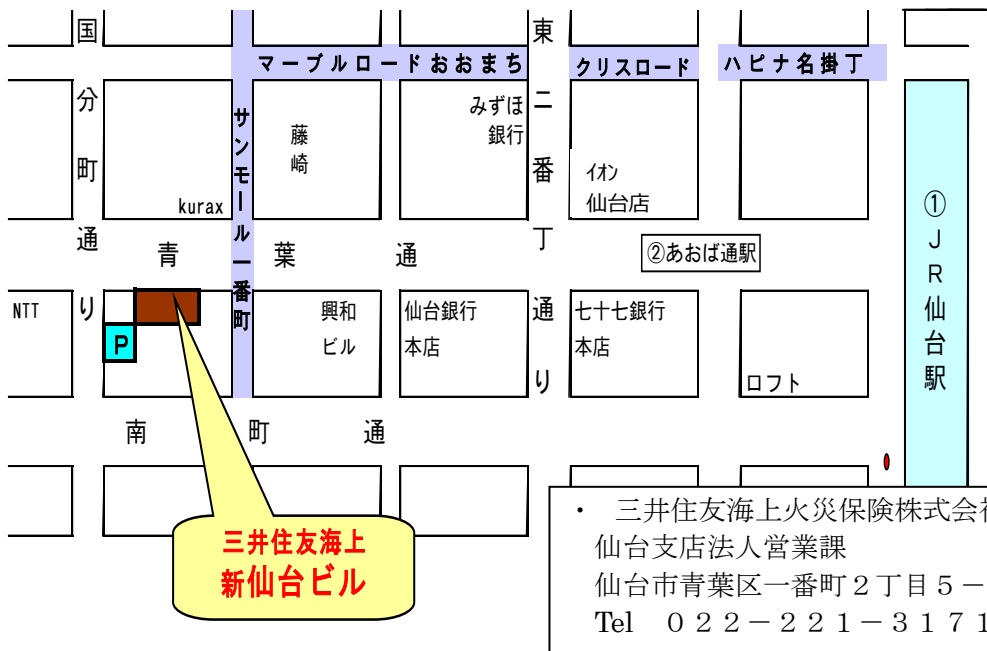 国分町通り
東二番丁通り
マーブルロードおおまち
クリスロード
ハピナ名掛丁
サンモール一番町
藤崎
みずほ
銀行
イオン
仙台店
kurax
①JR仙台駅
青葉通
②あおば通駅
NTT
P
興和
ビル
仙台銀行
本店
七十七銀行
本店
ロフト
南町通
三井住友海上
新仙台ビル
・ 三井住友海上火災保険株式会
仙台支店法人営業課
仙台市青葉区一番町2丁目5-
Tel ０２２－２２１－３１７１